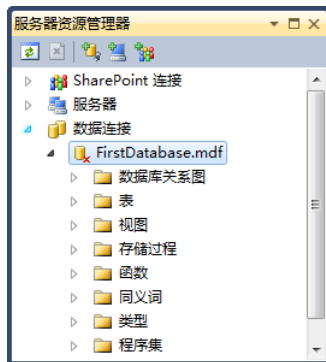 服务器资源管理器
SharePoint 连接
服务器
数据连接
FirstDatabase.mdf
数据库关系图
表
视图
存储过程
函数
同义词
类型
程序集